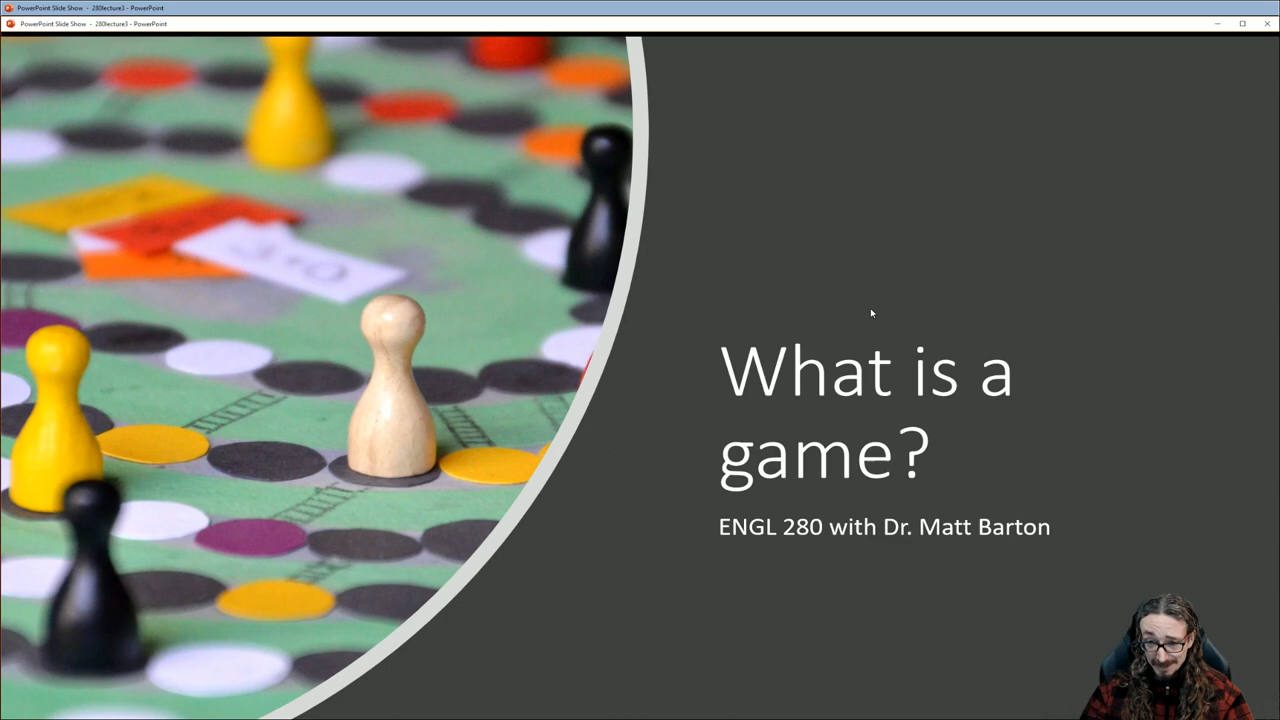 PowerPoint Slide Show - 280lecture3 - PowerPoint
PowerPoint Slide Show - 280lecture3 - PowerPoint
What is a
game?
ENGL 280 with Dr. Matt Barton